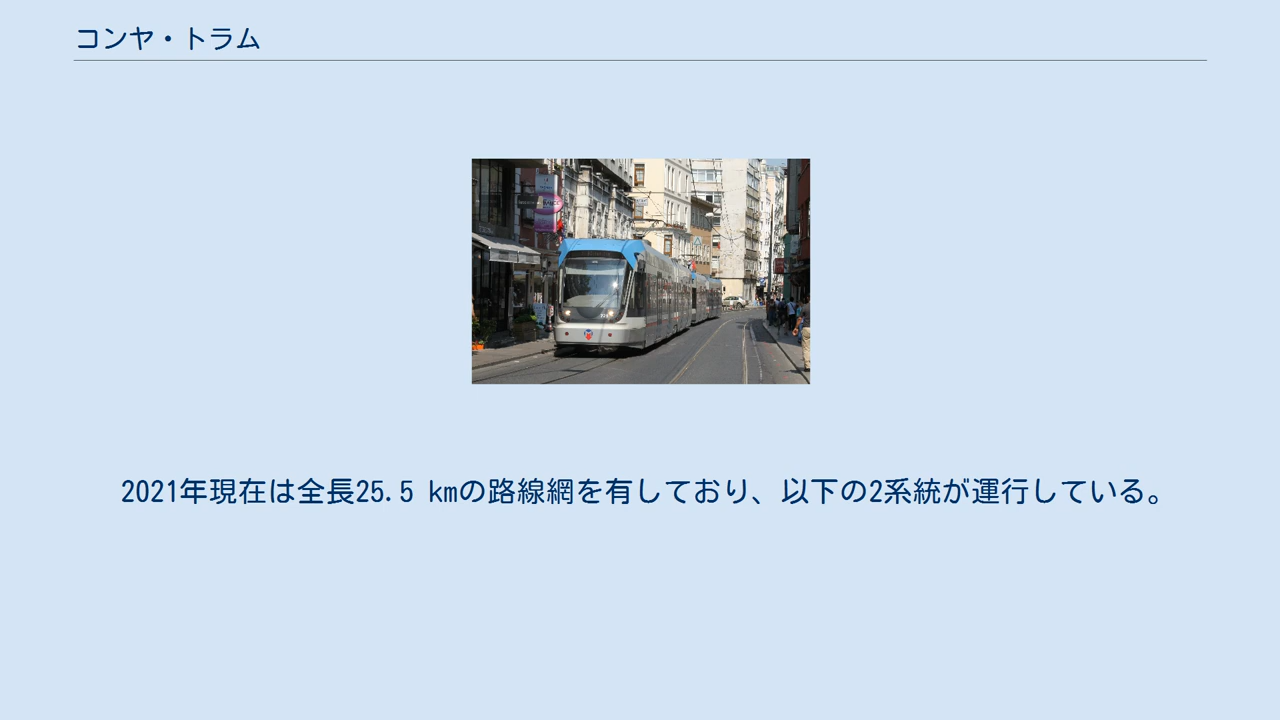 コンヤ・トラム
2021年現在は全長25.5 kmの路線網を有しており、以下の2系統が運行している。